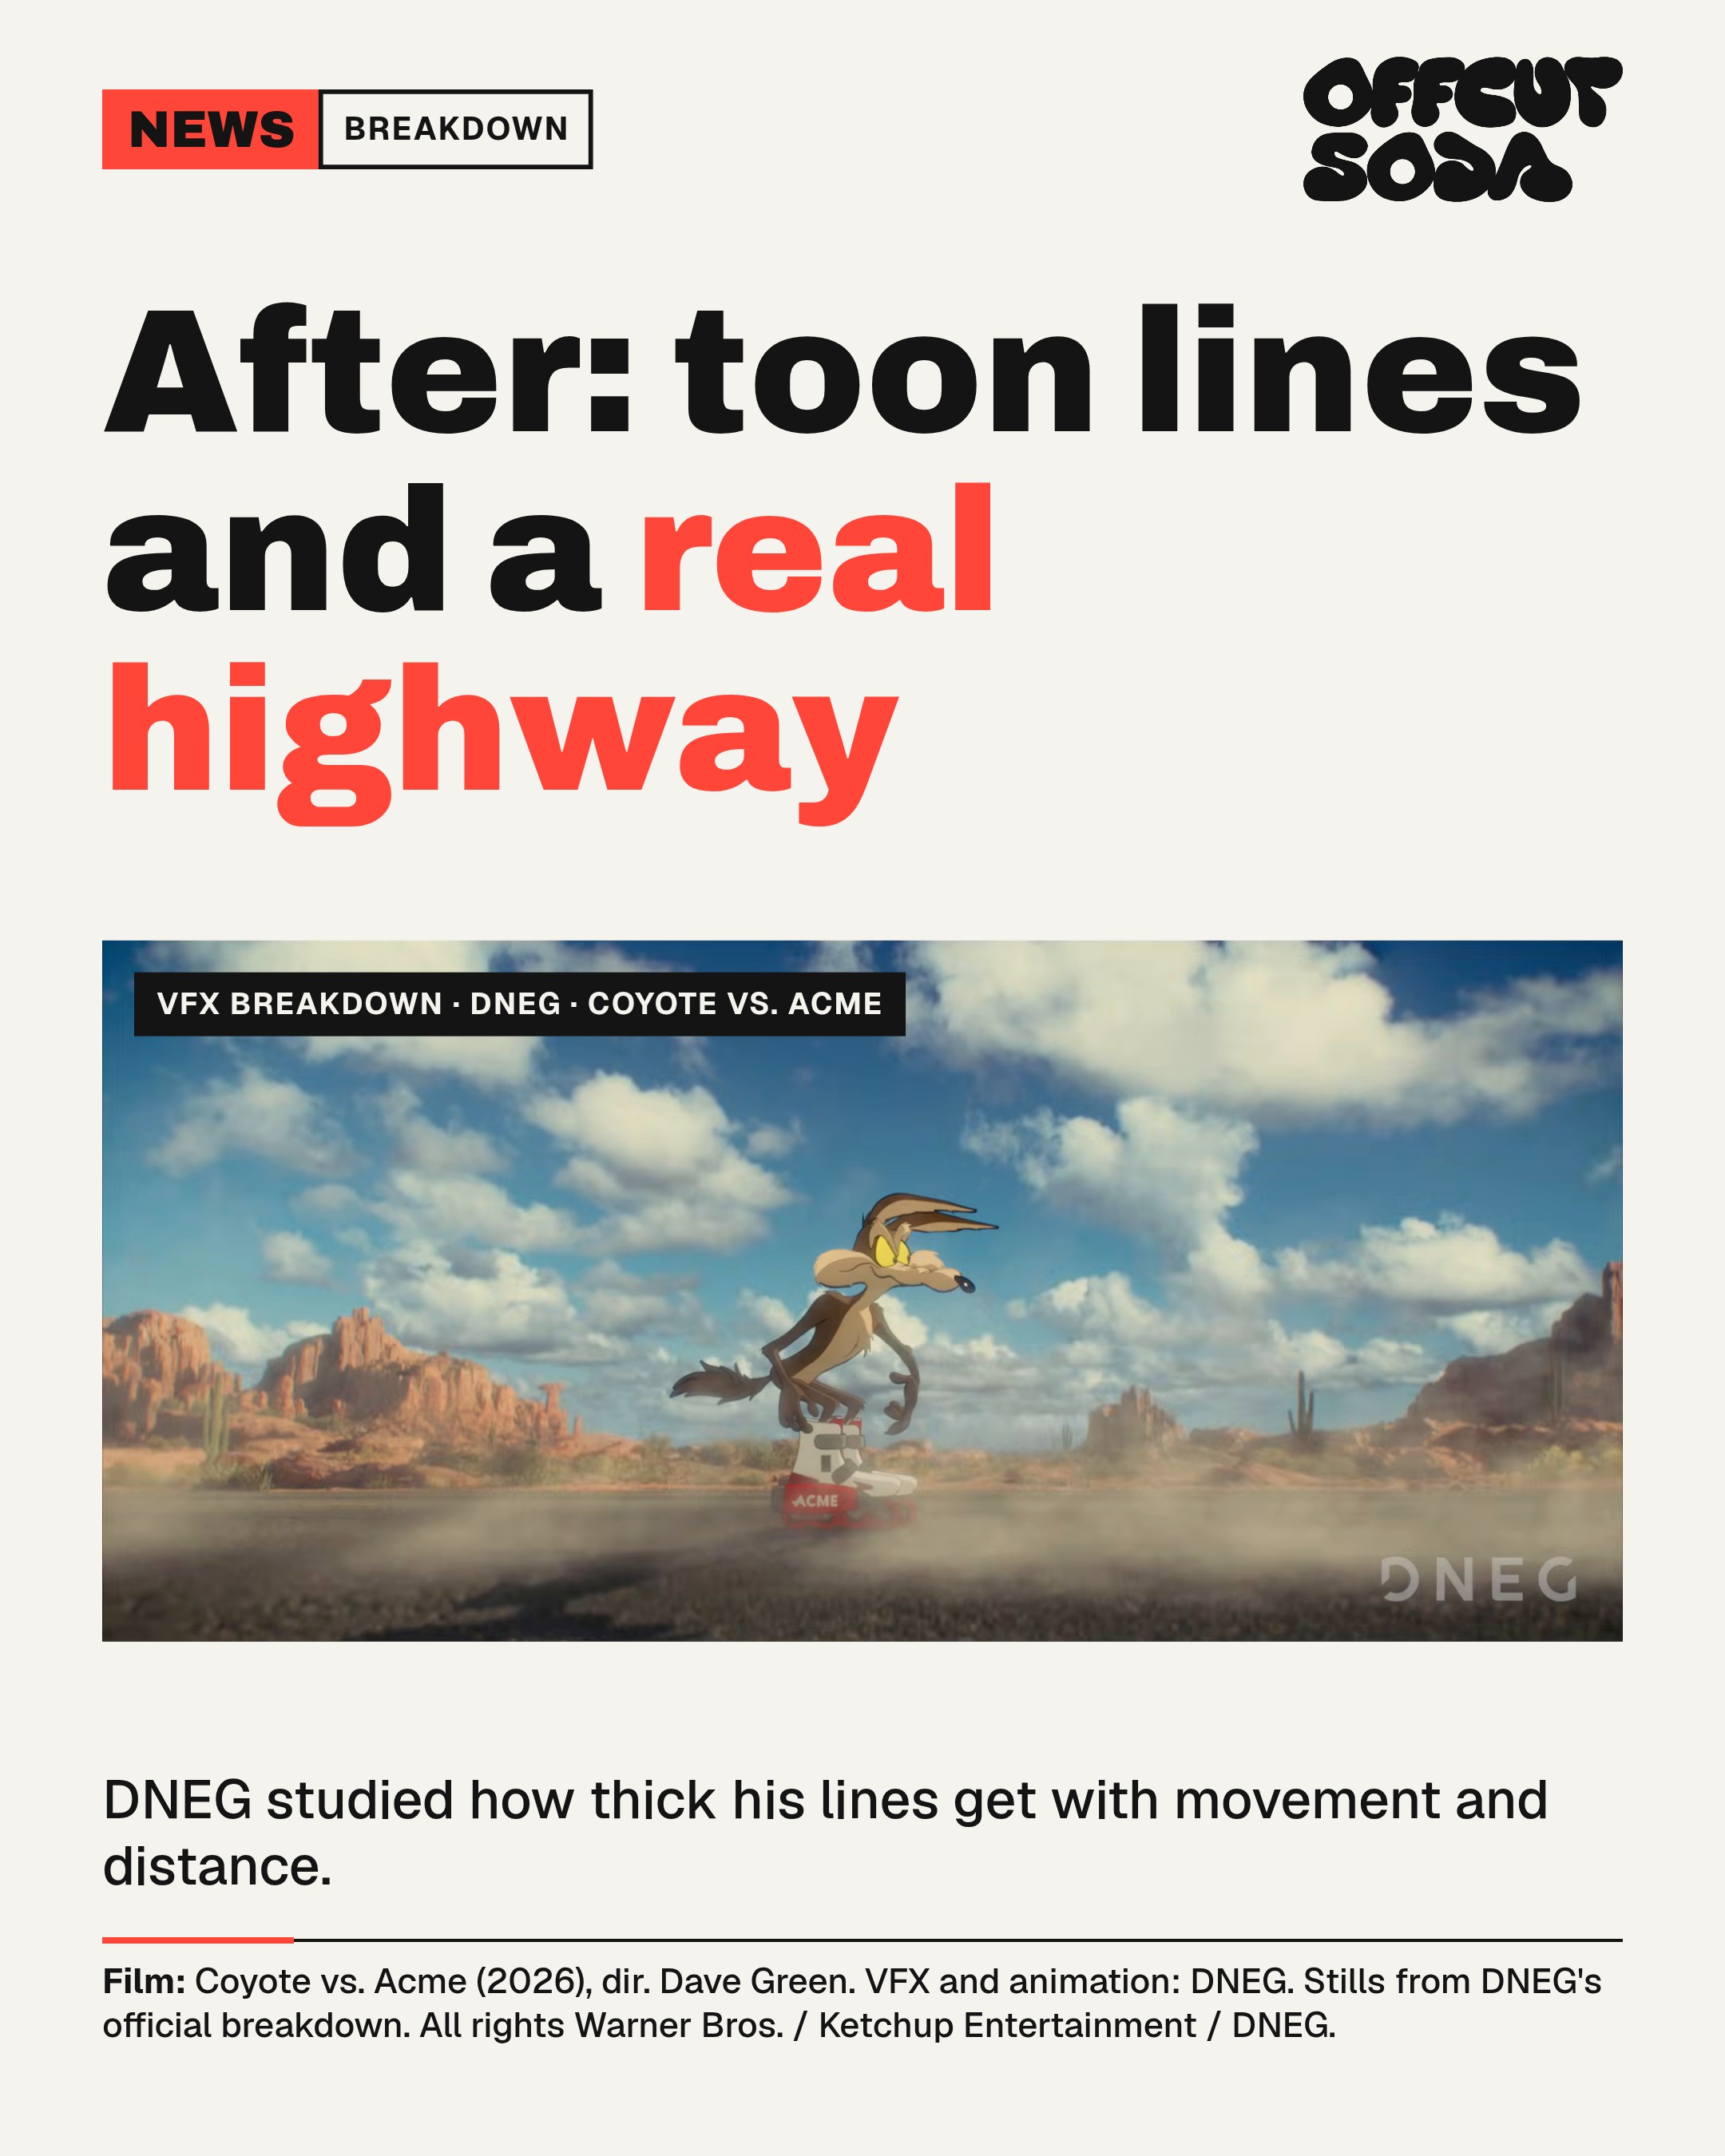 NEWS BREAKDOWN
OFFCUT
SODA
After: toon lines
and a real
highway
VFX BREAKDOWN · DNEG · COYOTE VS. ACME
ACME
DNEG
DNEG studied how thick his lines get with movement and
distance.
Film: Coyote vs. Acme (2026), dir. Dave Green. VFX and animation: DNEG. Stills from DNEG's
official breakdown. All rights Warner Bros. / Ketchup Entertainment / DNEG.